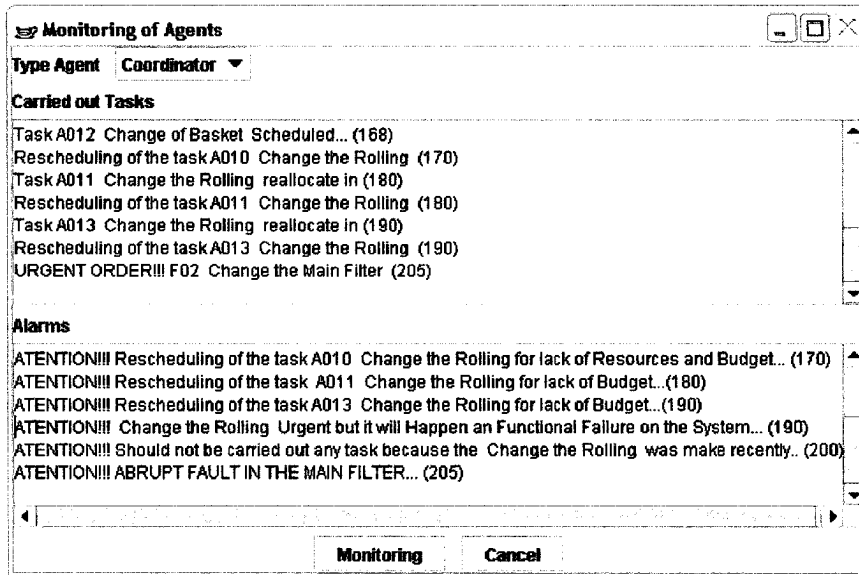 Monitoring of Agents
Type Agent Coordinator
Carried out Tasks
Task A012 Change of Basket Scheduled... (168)
Rescheduling of the task A010 Change the Rolling (170)
Task A011 Change the Rolling reallocate in (180)
Rescheduling of the task A011 Change the Rolling (180)
Task A013 Change the Rolling reallocate in (190)
Rescheduling of the task A013 Change the Rolling (190)
URGENT ORDER!!! F02 Change the Main Filter (205)
Alarms
ATENTION!!! Rescheduling of the task A010 Change the Rolling for lack of Resources and Budget... (170)
ATENTION!!! Rescheduling of the task A011 Change the Rolling for lack of Budget...(180)
ATENTION!!! Rescheduling of the task A013 Change the Rolling for lack of Budget...(190)
ATENTION!!! Change the Rolling Urgent but it will Happen an Functional Failure on the System... (190)
ATENTION!!! Should not be carried out any task because the Change the Rolling was make recently.. (200)
ATENTION!!! ABRUPT FAULT IN THE MAIN FILTER... (205)
Monitoring Cancel